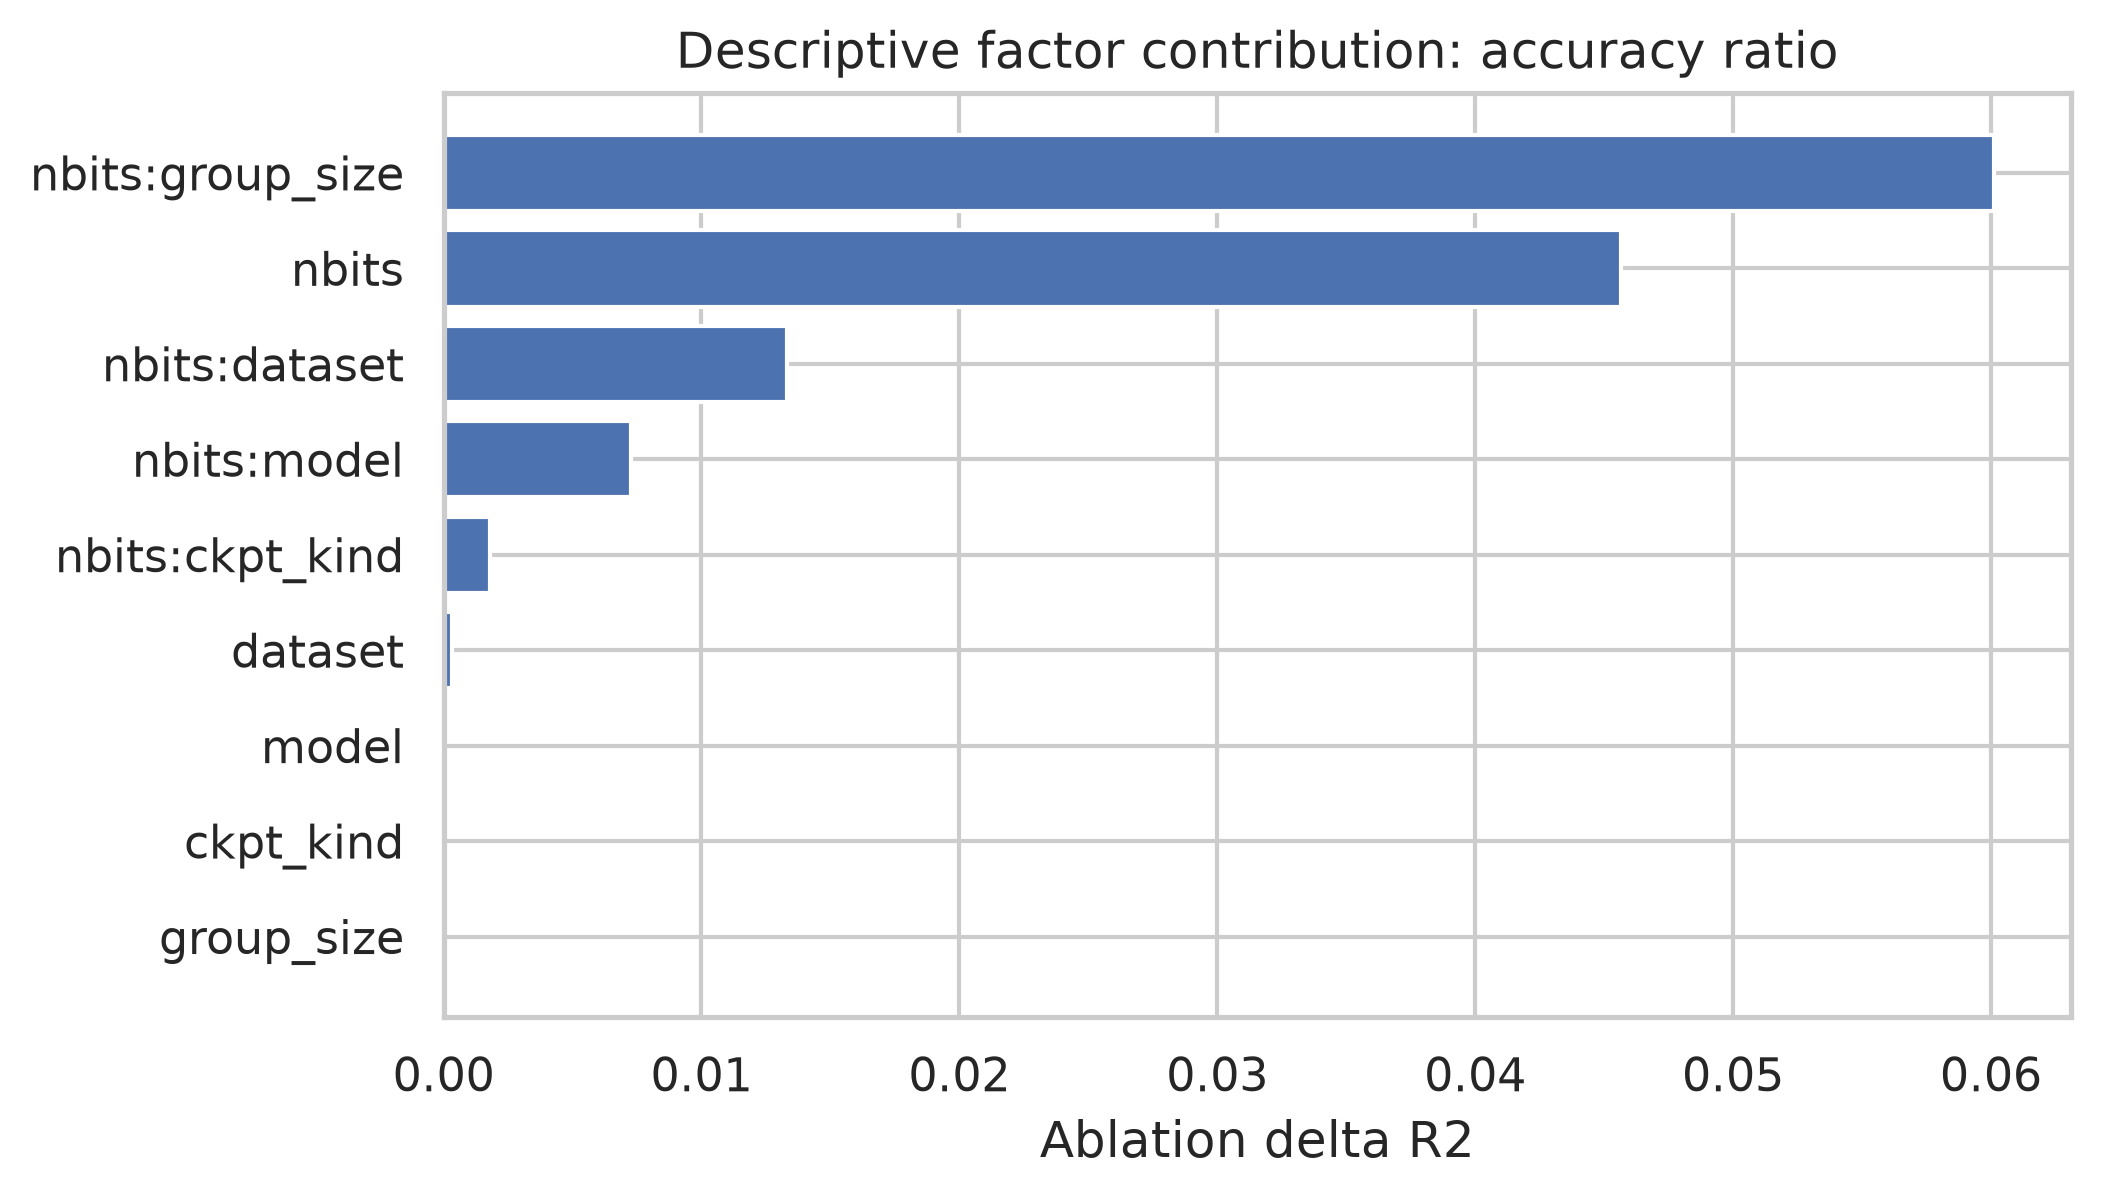 Descriptive factor contribution: accuracy ratio
nbits:group_size
nbits
nbits:dataset
nbits:model
nbits:ckpt_kind
dataset
model
ckpt_kind
group_size
0.00 0.01 0.02 0.03 0.04 0.05 0.06
Ablation delta R2